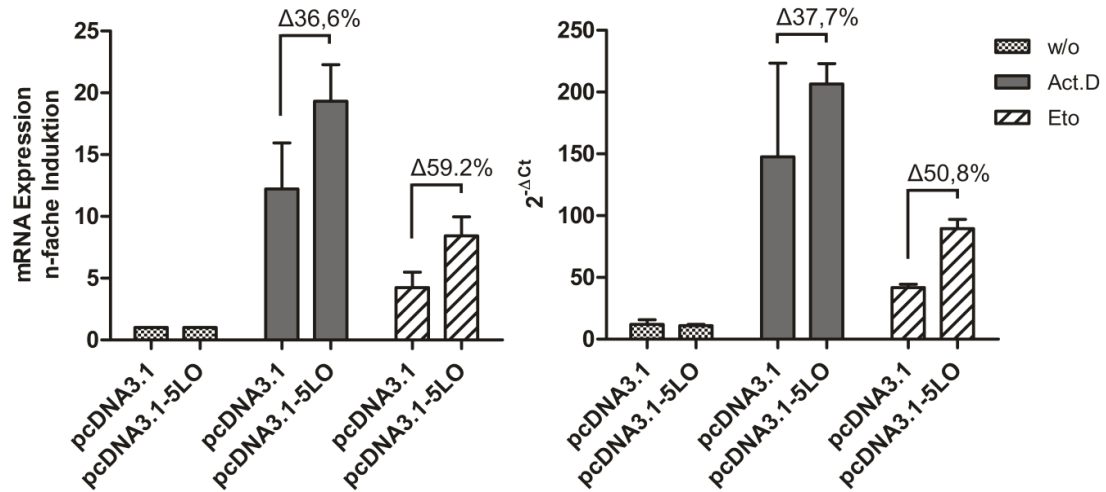 mRNA Expression
n-fache Induktion
25
20
15
10
5
0
Δ36,6%
Δ59.2%
pcDNA3.1
pcDNA3.1-5LO
pcDNA3.1
pcDNA3.1-5LO
pcDNA3.1
pcDNA3.1-5LO
2^-ΔCt
250
200
150
100
50
0
Δ37,7%
Δ50,8%
pcDNA3.1
pcDNA3.1-5LO
pcDNA3.1
pcDNA3.1-5LO
pcDNA3.1
pcDNA3.1-5LO
w/o
Act.D
Eto